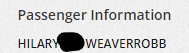 Passenger Information
HILARY WEAVERROBB